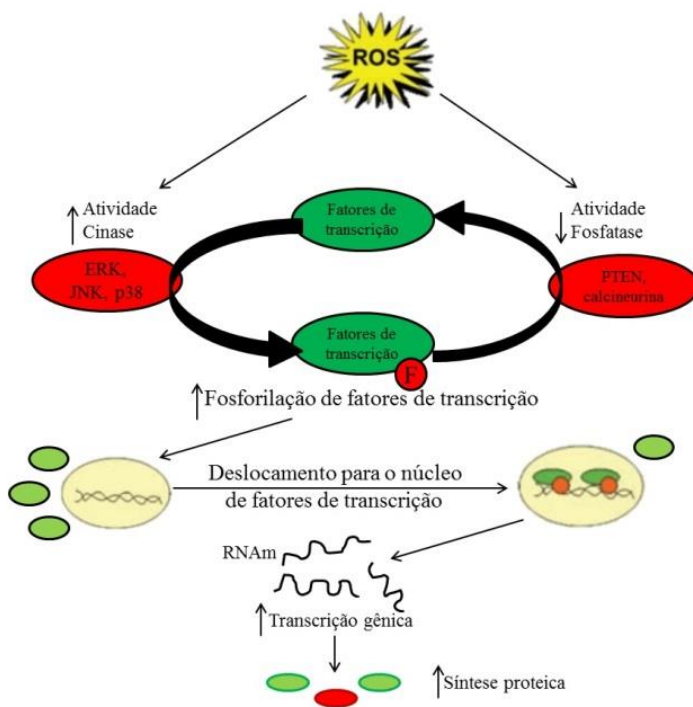 ROS
Atividade
Cinase
Fatores de
transcrição
Atividade
Fosfatase
ERK,
JNK, p38
PTEN,
calcineurina
Fatores de
transcrição
F
Fosforilação de fatores de transcrição
Deslocamento para o núcleo
de fatores de transcrição
RNAm
Transcrição gênica
Síntese proteica